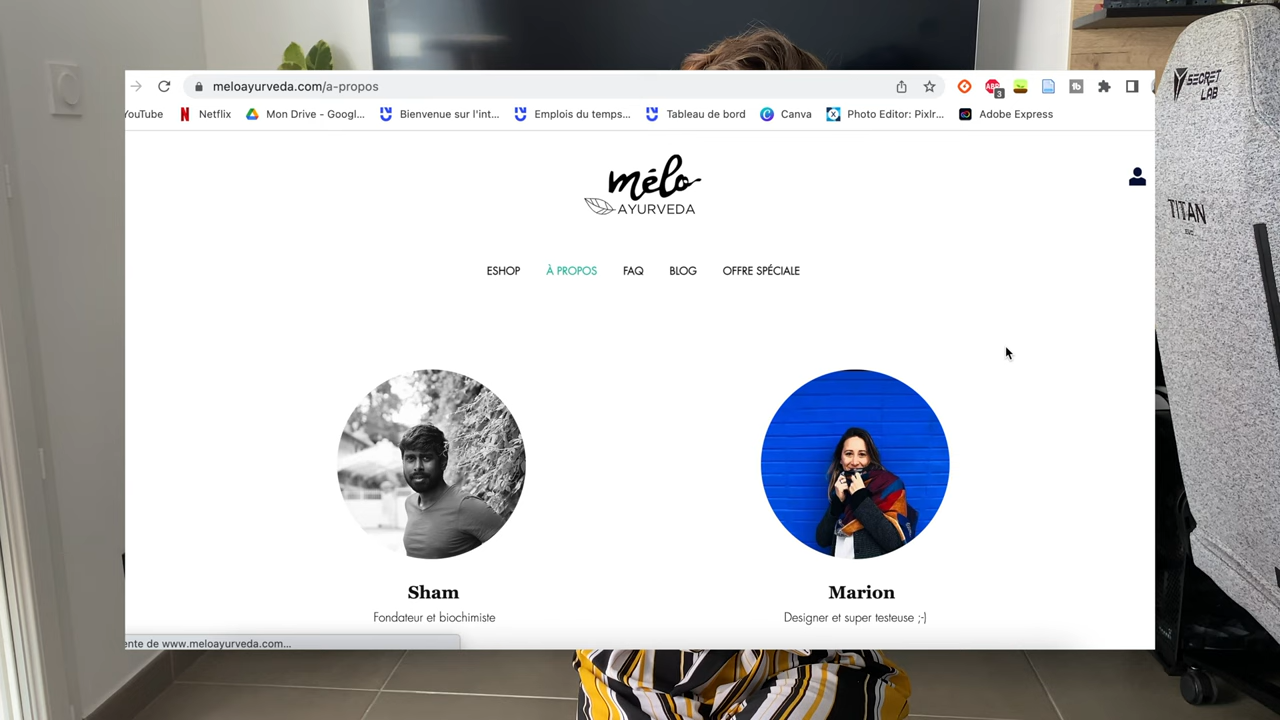 meloayurveda.com/a-propos
YouTube Netflix Mon Drive - Googl... Bienvenue sur l'int... Emplois du temps... Tableau de bord Canva Photo Editor: Pixlr... Adobe Express
mélo
AYURVEDA
ESHOP À PROPOS FAQ BLOG OFFRE SPÉCIALE
Sham
Fondateur et biochimiste
Marion
Designer et super testeuse ;-)
ente de www.meloayurveda.com...
SECRET
LAB
TITAN
ABP
3